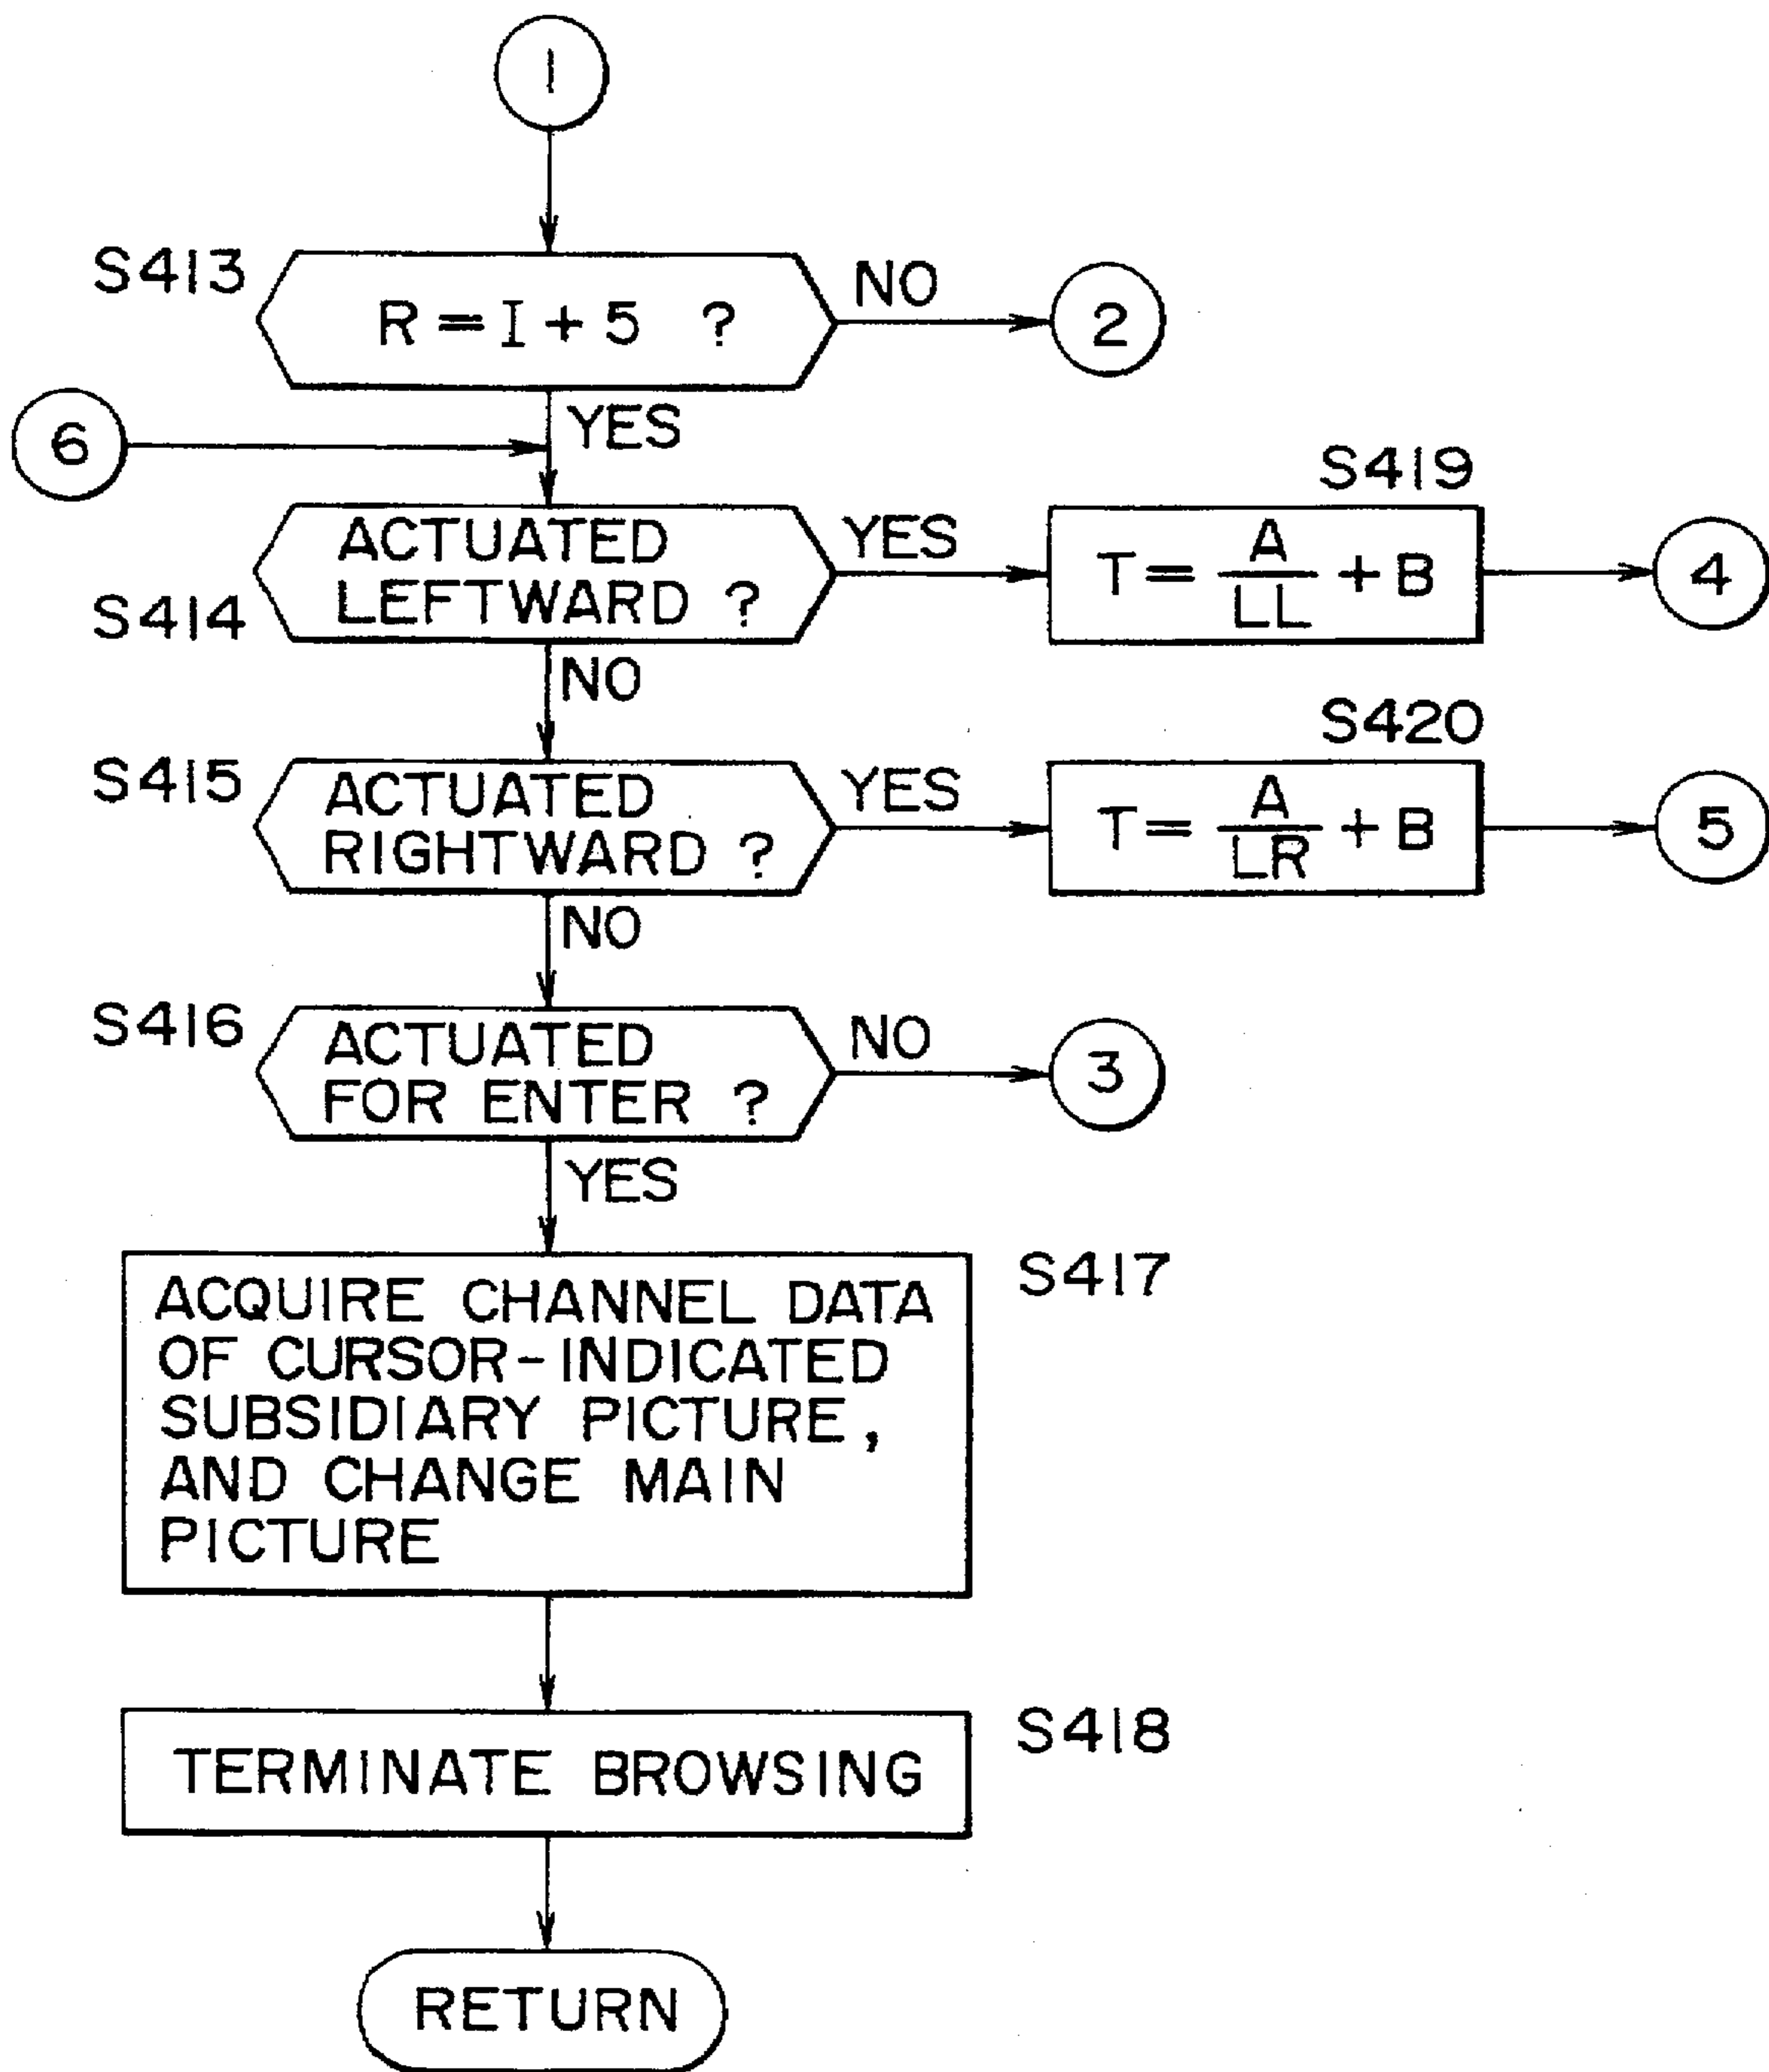 1
S413
R=I+5 ?
NO
2
YES
6
S419
ACTUATED
LEFTWARD ?
YES
T= A/LL +B
4
S414
NO
S420
S415
ACTUATED
RIGHTWARD ?
YES
T= A/LR +B
5
NO
S416
ACTUATED
FOR ENTER ?
NO
3
YES
S417
ACQUIRE CHANNEL DATA
OF CURSOR-INDICATED
SUBSIDIARY PICTURE,
AND CHANGE MAIN
PICTURE
S418
TERMINATE BROWSING
RETURN